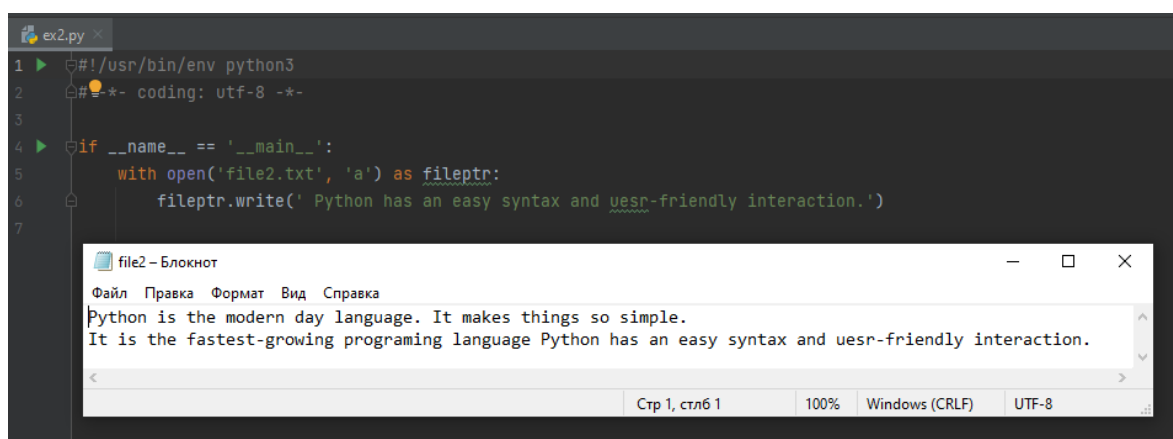 ex2.py
1 #!/usr/bin/env python3
2 # -*- coding: utf-8 -*-
3
4 if __name__ == '__main__':
5 with open('file2.txt', 'a') as fileptr:
6 fileptr.write(' Python has an easy syntax and uesr-friendly interaction.')
7
file2 – Блокнот
Файл Правка Формат Вид Справка
Python is the modern day language. It makes things so simple.
It is the fastest-growing programing language Python has an easy syntax and uesr-friendly interaction.
Стр 1, стлб 1 100% Windows (CRLF) UTF-8